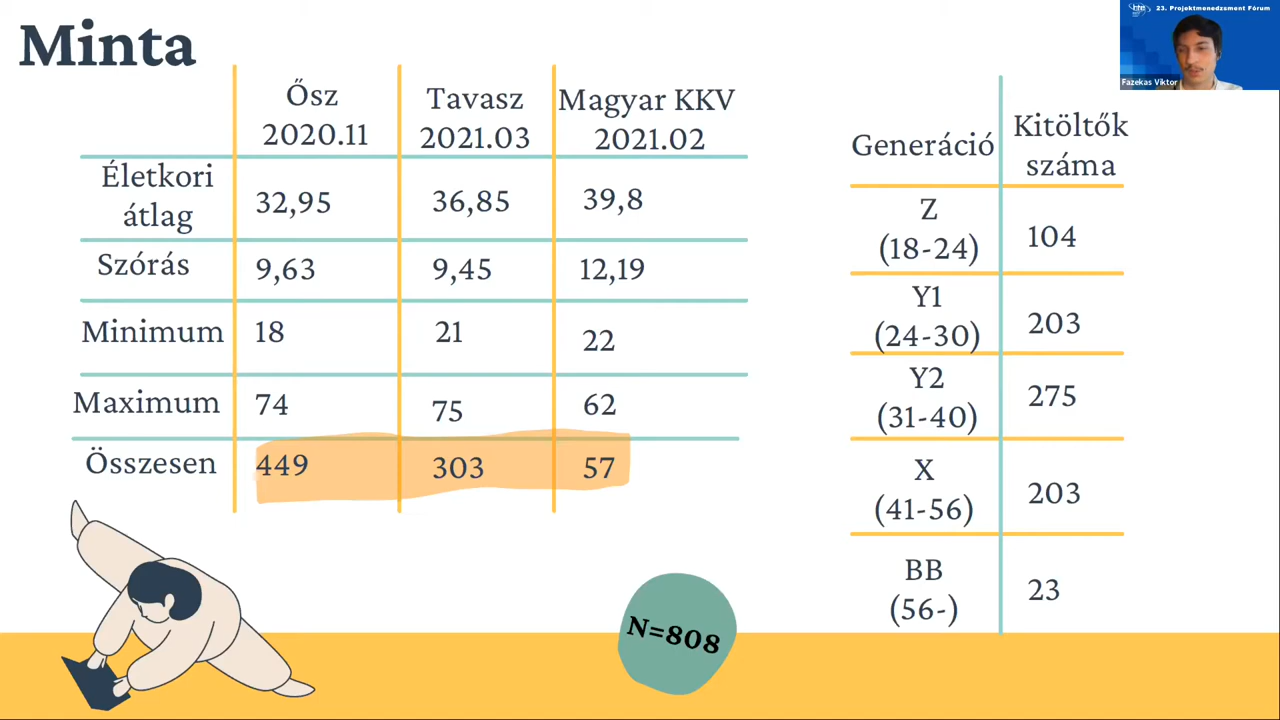 Minta
23. Projektmenedzsment Fórum
Fazekas Viktor
Ősz
2020.11
Tavasz
2021.03
Magyar KKV
2021.02
Életkori
átlag
32,95
36,85
39,8
Szórás
9,63
9,45
12,19
Minimum
18
21
22
Maximum
74
75
62
Összesen
449
303
57
N=808
Generáció
Kitöltők
száma
Z
(18-24)
104
Y1
(24-30)
203
Y2
(31-40)
275
X
(41-56)
203
BB
(56-)
23